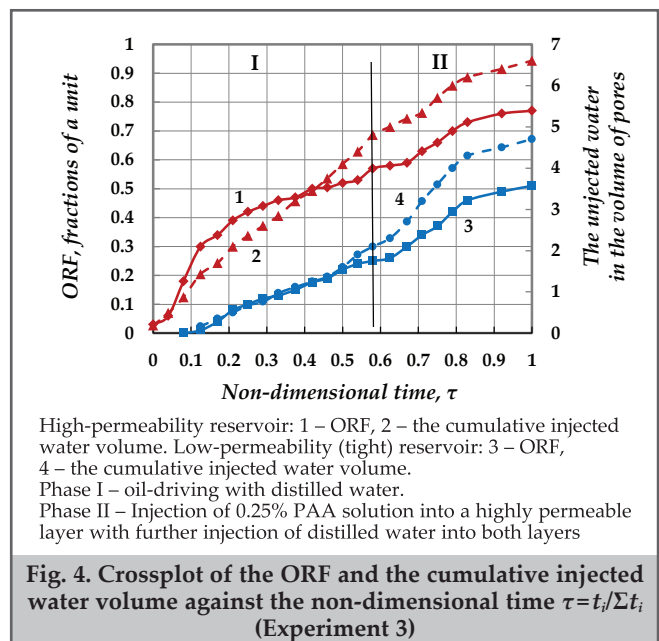 I
II
1
0.9
0.8
0.7
0.6
0.5
0.4
0.3
0.2
0.1
0
ORF, fractions of a unit
7
6
5
4
3
2
1
0
The unjected water
in the volume of pores
1
2
4
3
0 0.1 0.2 0.3 0.4 0.5 0.6 0.7 0.8 0.9 1
Non-dimensional time, τ
High-permeability reservoir: 1 – ORF, 2 – the cumulative injected
water volume. Low-permeability (tight) reservoir: 3 – ORF,
4 – the cumulative injected water volume.
Phase I – oil-driving with distilled water.
Phase II – Injection of 0.25% PAA solution into a highly permeable
layer with further injection of distilled water into both layers
Fig. 4. Crossplot of the ORF and the cumulative injected
water volume against the non-dimensional time τ=tᵢ/Σtᵢ
(Experiment 3)